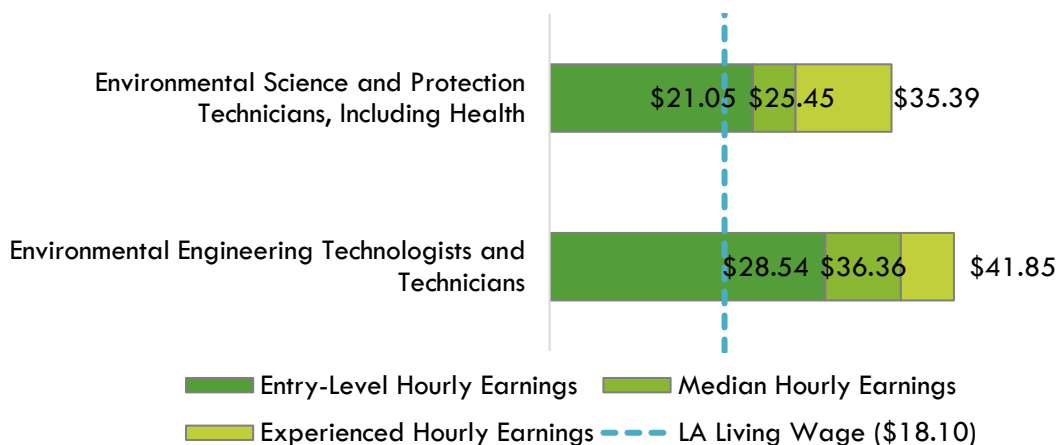 Environmental Science and Protection
Technicians, Including Health
$21.05 $25.45 $35.39
Environmental Engineering Technologists and
Technicians
$28.54 $36.36 $41.85
Entry-Level Hourly Earnings Median Hourly Earnings
Experienced Hourly Earnings LA Living Wage ($18.10)